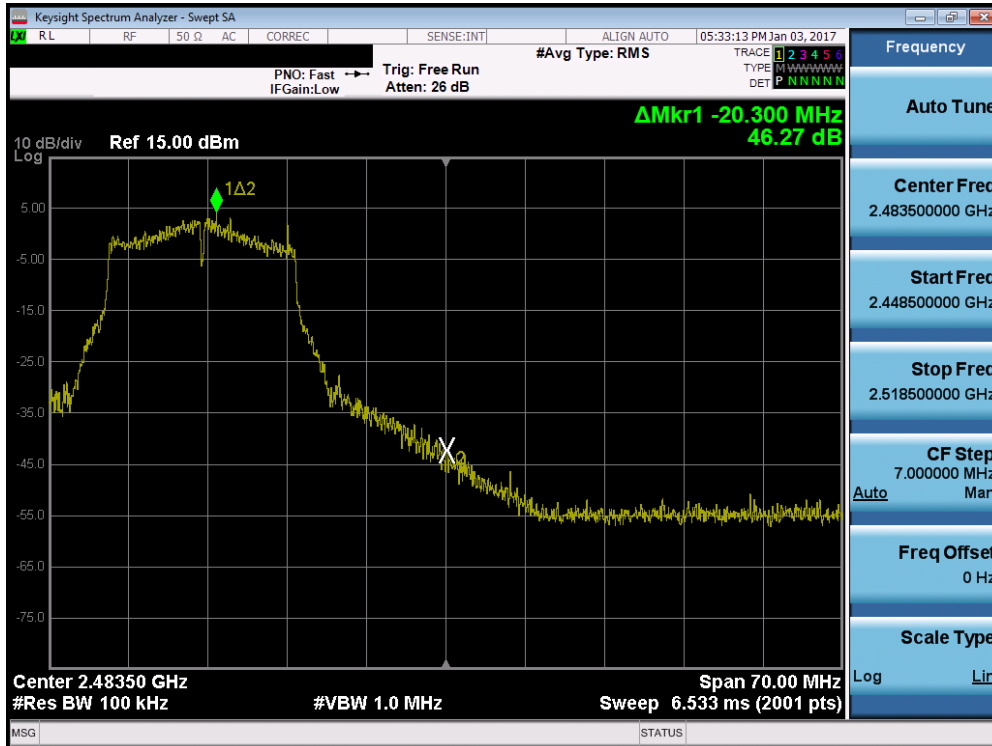 Keysight Spectrum Analyzer - Swept SA
LXI RL RF 50 Ω AC CORREC SENSE:INT ALIGN AUTO 05:33:13 PM Jan 03, 2017
PNO: Fast
IFGain:Low
Trig: Free Run
Atten: 26 dB
#Avg Type: RMS
TRACE 1 2 3 4 5 6
TYPE M WWWWW
DET P N N N N N
ΔMkr1 -20.300 MHz
46.27 dB
10 dB/div Ref 15.00 dBm
Log
1Δ2
5.00
-5.00
-15.0
-25.0
-35.0
-45.0
X2
-55.0
-65.0
-75.0
Center 2.48350 GHz Span 70.00 MHz
#Res BW 100 kHz #VBW 1.0 MHz Sweep 6.533 ms (2001 pts)
MSG STATUS
Frequency
Auto Tune
Center Freq
2.483500000 GHz
Start Freq
2.448500000 GHz
Stop Freq
2.518500000 GHz
CF Step
7.000000 MHz
Auto Man
Freq Offset
0 Hz
Scale Type
Log Lin